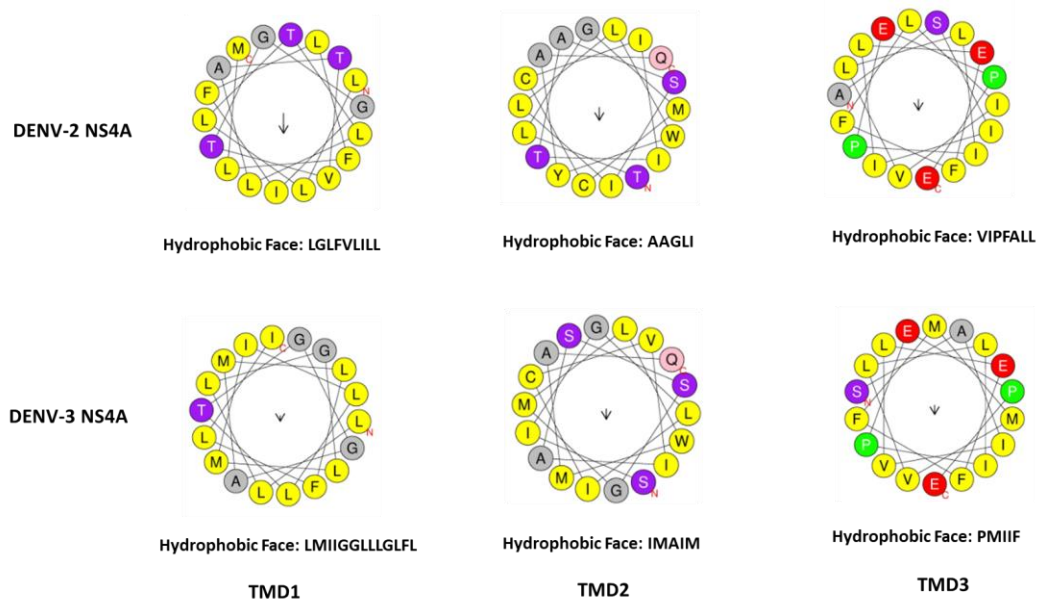 T L T L N G L F V L I L L T L F A M C G
G L I Q C S M W I T N I C Y T L L C A A
S L E P I I I F E C V I P F A N L L E L
DENV-2 NS4A
Hydrophobic Face: LGLFVLILL
Hydrophobic Face: AAGLI
Hydrophobic Face: VIPFALL
I C G G L L L N G L F L L A M L T L M I
G L V Q C S L W I S N G I M A I M C A S
M A L E P M I I F E C V V P F S N L L E
DENV-3 NS4A
Hydrophobic Face: LMIIGGLLLGLFL
Hydrophobic Face: IMAIM
Hydrophobic Face: PMIIF
TMD1
TMD2
TMD3